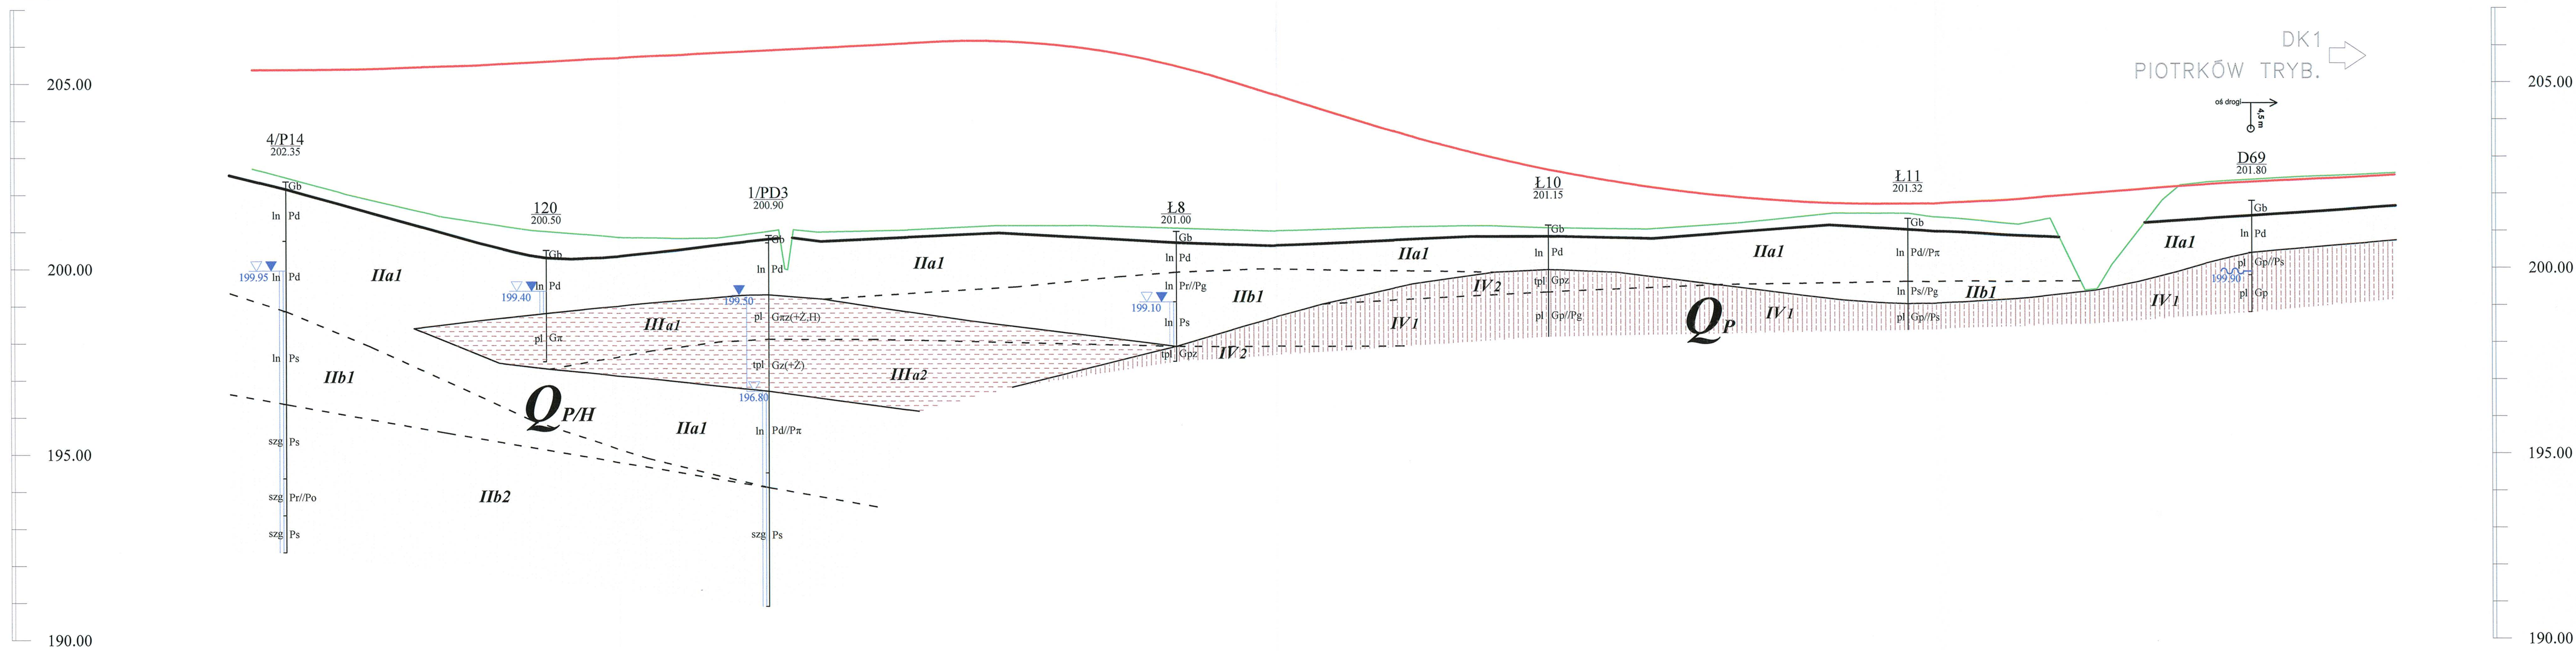 DK1
PIOTRKÓW TRYB.
205.00
205.00
oś drogi
4,5 m
4/P14
202.35
D69
201.80
1/PD3
200.90
Ł10
201.15
Ł11
201.32
120
200.50
Ł8
201.00
Gb
Gb
Gb
Gb
Gb
Gb
Gb
ln Pd
ln Pd
IIa1
IIa1
IIa1
IIa1
ln Pd
ln Pd//Pπ
ln Pd
pl Gp//Ps
200.00
199.95
ln Pd
IIa1
ln Pd
200.00
199.90
199.40
ln Pd
199.50
ln Pr//Pg
199.10
IIb1
tpl Gpz
IV2
ln Ps//Pg
IIb1
IV1
pl Gp
IIIa1
pl Gπz(+Ż,H)
ln Ps
IV1
pl Gp//Pg
QP
IV1
pl Gp//Ps
pl Gπ
ln Ps
IIb1
tpl Gz(+Ż)
IIIa2
tpl Gpz
IV2
196.80
QP/H
IIa1
ln Pd//Pπ
szg Ps
195.00
195.00
szg Pr//Po
IIb2
szg Ps
szg Ps
190.00
190.00